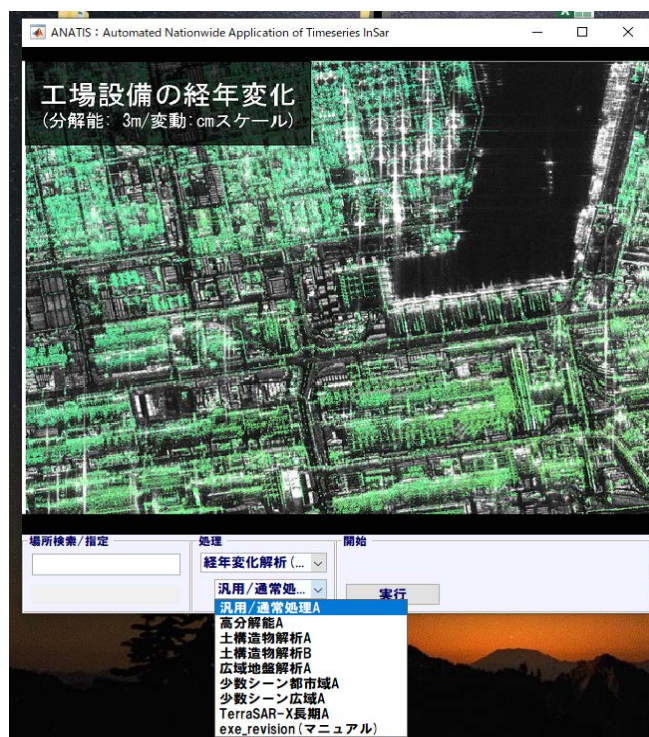 ANATIS：Automated Nationwide Application of Timeseries InSar
工場設備の経年変化
(分解能: 3m/変動:cmスケール)
場所検索/指定
処理
開始
経年変化解析(...
汎用/通常処...
実行
汎用/通常処理A
高分解能A
土構造物解析A
土構造物解析B
広域地盤解析A
少数シーン都市域A
少数シーン広域A
TerraSAR-X長期A
exe_revision(マニュアル)